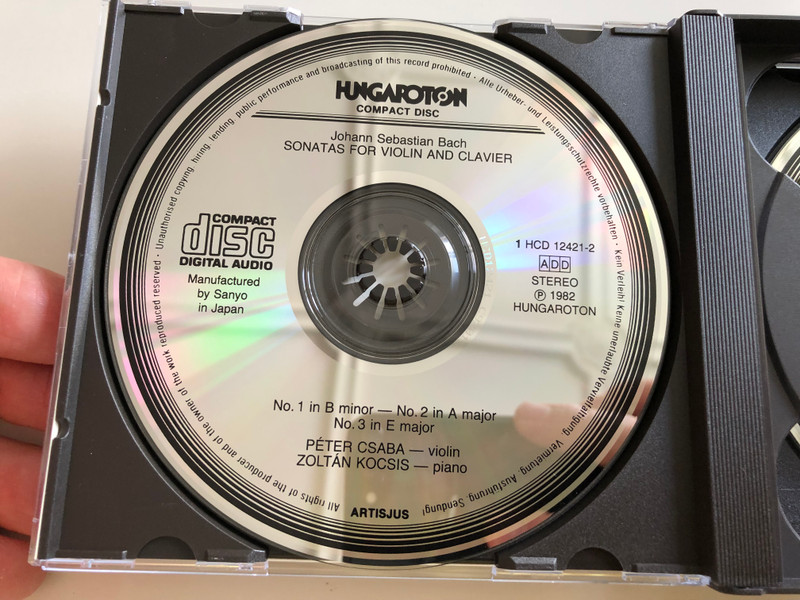 Unauthorised copying, hiring, lending, public performance and broadcasting of this record prohibited · Alle Urheber- und Leistungsschutzrechte vorbehalten · Kein Verleih! Keine unerlaubte Vervielfältigung, Vermietung, Aufführung, Sendung!
HUNGAROTON
COMPACT DISC
Johann Sebastian Bach
SONATAS FOR VIOLIN AND CLAVIER
COMPACT
disc
DIGITAL AUDIO
Manufactured
by Sanyo
in Japan
1 HCD 12421-2
ADD
STEREO
℗ 1982
HUNGAROTON
No. 1 in B minor — No. 2 in A major
No. 3 in E major
PÉTER CSABA — violin
ZOLTÁN KOCSIS — piano
All rights of the producer and of the owner of the work reproduced reserved ·
ARTISJUS